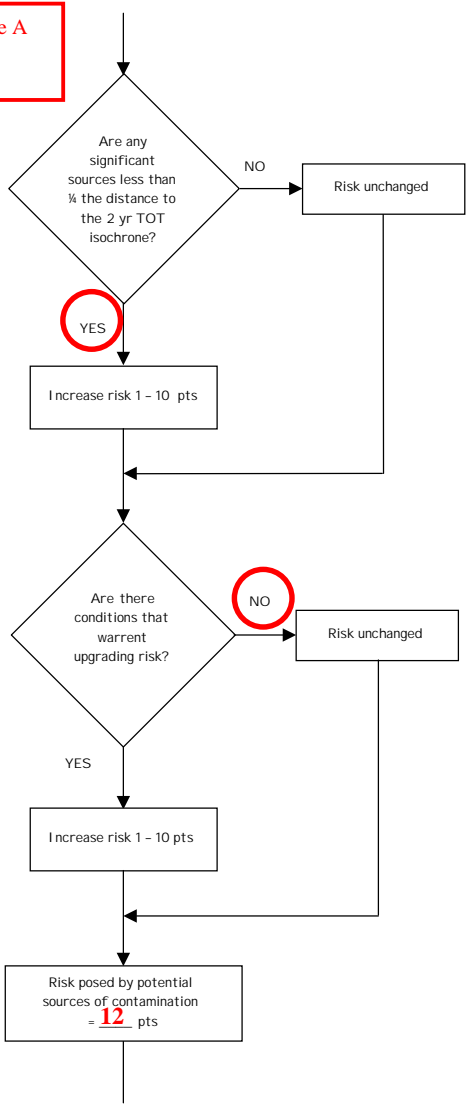 e A
Are any
significant
sources less than
¼ the distance to
the 2 yr TOT
isochrone?
NO
Risk unchanged
YES
Increase risk 1 – 10 pts
Are there
conditions that
warrent
upgrading risk?
NO
Risk unchanged
YES
Increase risk 1 – 10 pts
Risk posed by potential
sources of contamination
= 12 pts